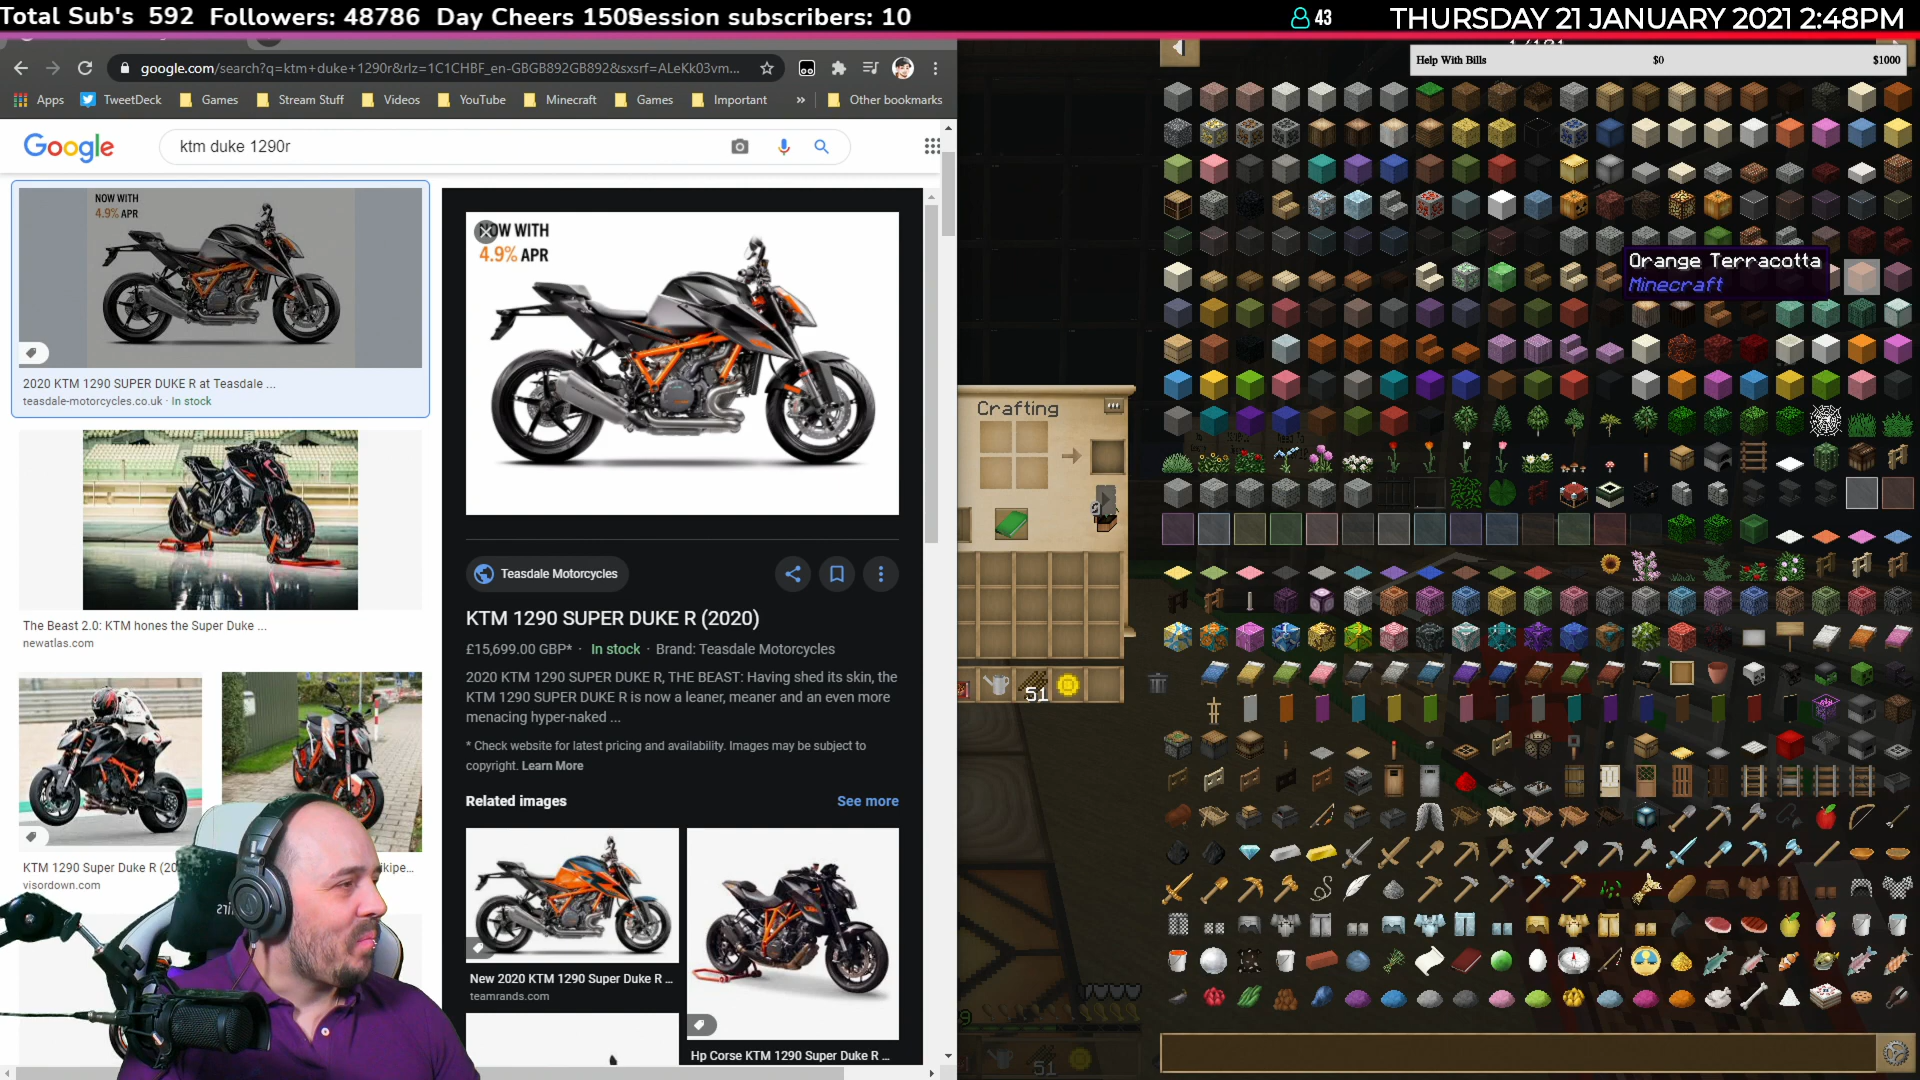 Total Sub's 592 Followers: 48786 Day Cheers 1500 Session subscribers: 10
43
THURSDAY 21 JANUARY 2021 2:48PM
google.com/search?q=ktm+duke+1290r&rlz=1C1CHBF_en-GBGB892GB892&sxsrf=ALeKk03vm...
Help With Bills $0 $1000
Apps TweetDeck Games Stream Stuff Videos YouTube Minecraft Games Important » Other bookmarks
Google
ktm duke 1290r
NOW WITH
4.9% APR
2020 KTM 1290 SUPER DUKE R at Teasdale ...
teasdale-motorcycles.co.uk · In stock
The Beast 2.0: KTM hones the Super Duke ...
newatlas.com
KTM 1290 Super Duke R (20
visordown.com
ikipe...
NOW WITH
4.9% APR
Teasdale Motorcycles
KTM 1290 SUPER DUKE R (2020)
£15,699.00 GBP* · In stock · Brand: Teasdale Motorcycles
2020 KTM 1290 SUPER DUKE R, THE BEAST: Having shed its skin, the
KTM 1290 SUPER DUKE R is now a leaner, meaner and an even more
menacing hyper-naked ...
* Check website for latest pricing and availability. Images may be subject to
copyright. Learn More
Related images See more
New 2020 KTM 1290 Super Duke R ...
teamrands.com
Hp Corse KTM 1290 Super Duke R ...
Crafting
51
51
Orange Terracotta
Minecraft